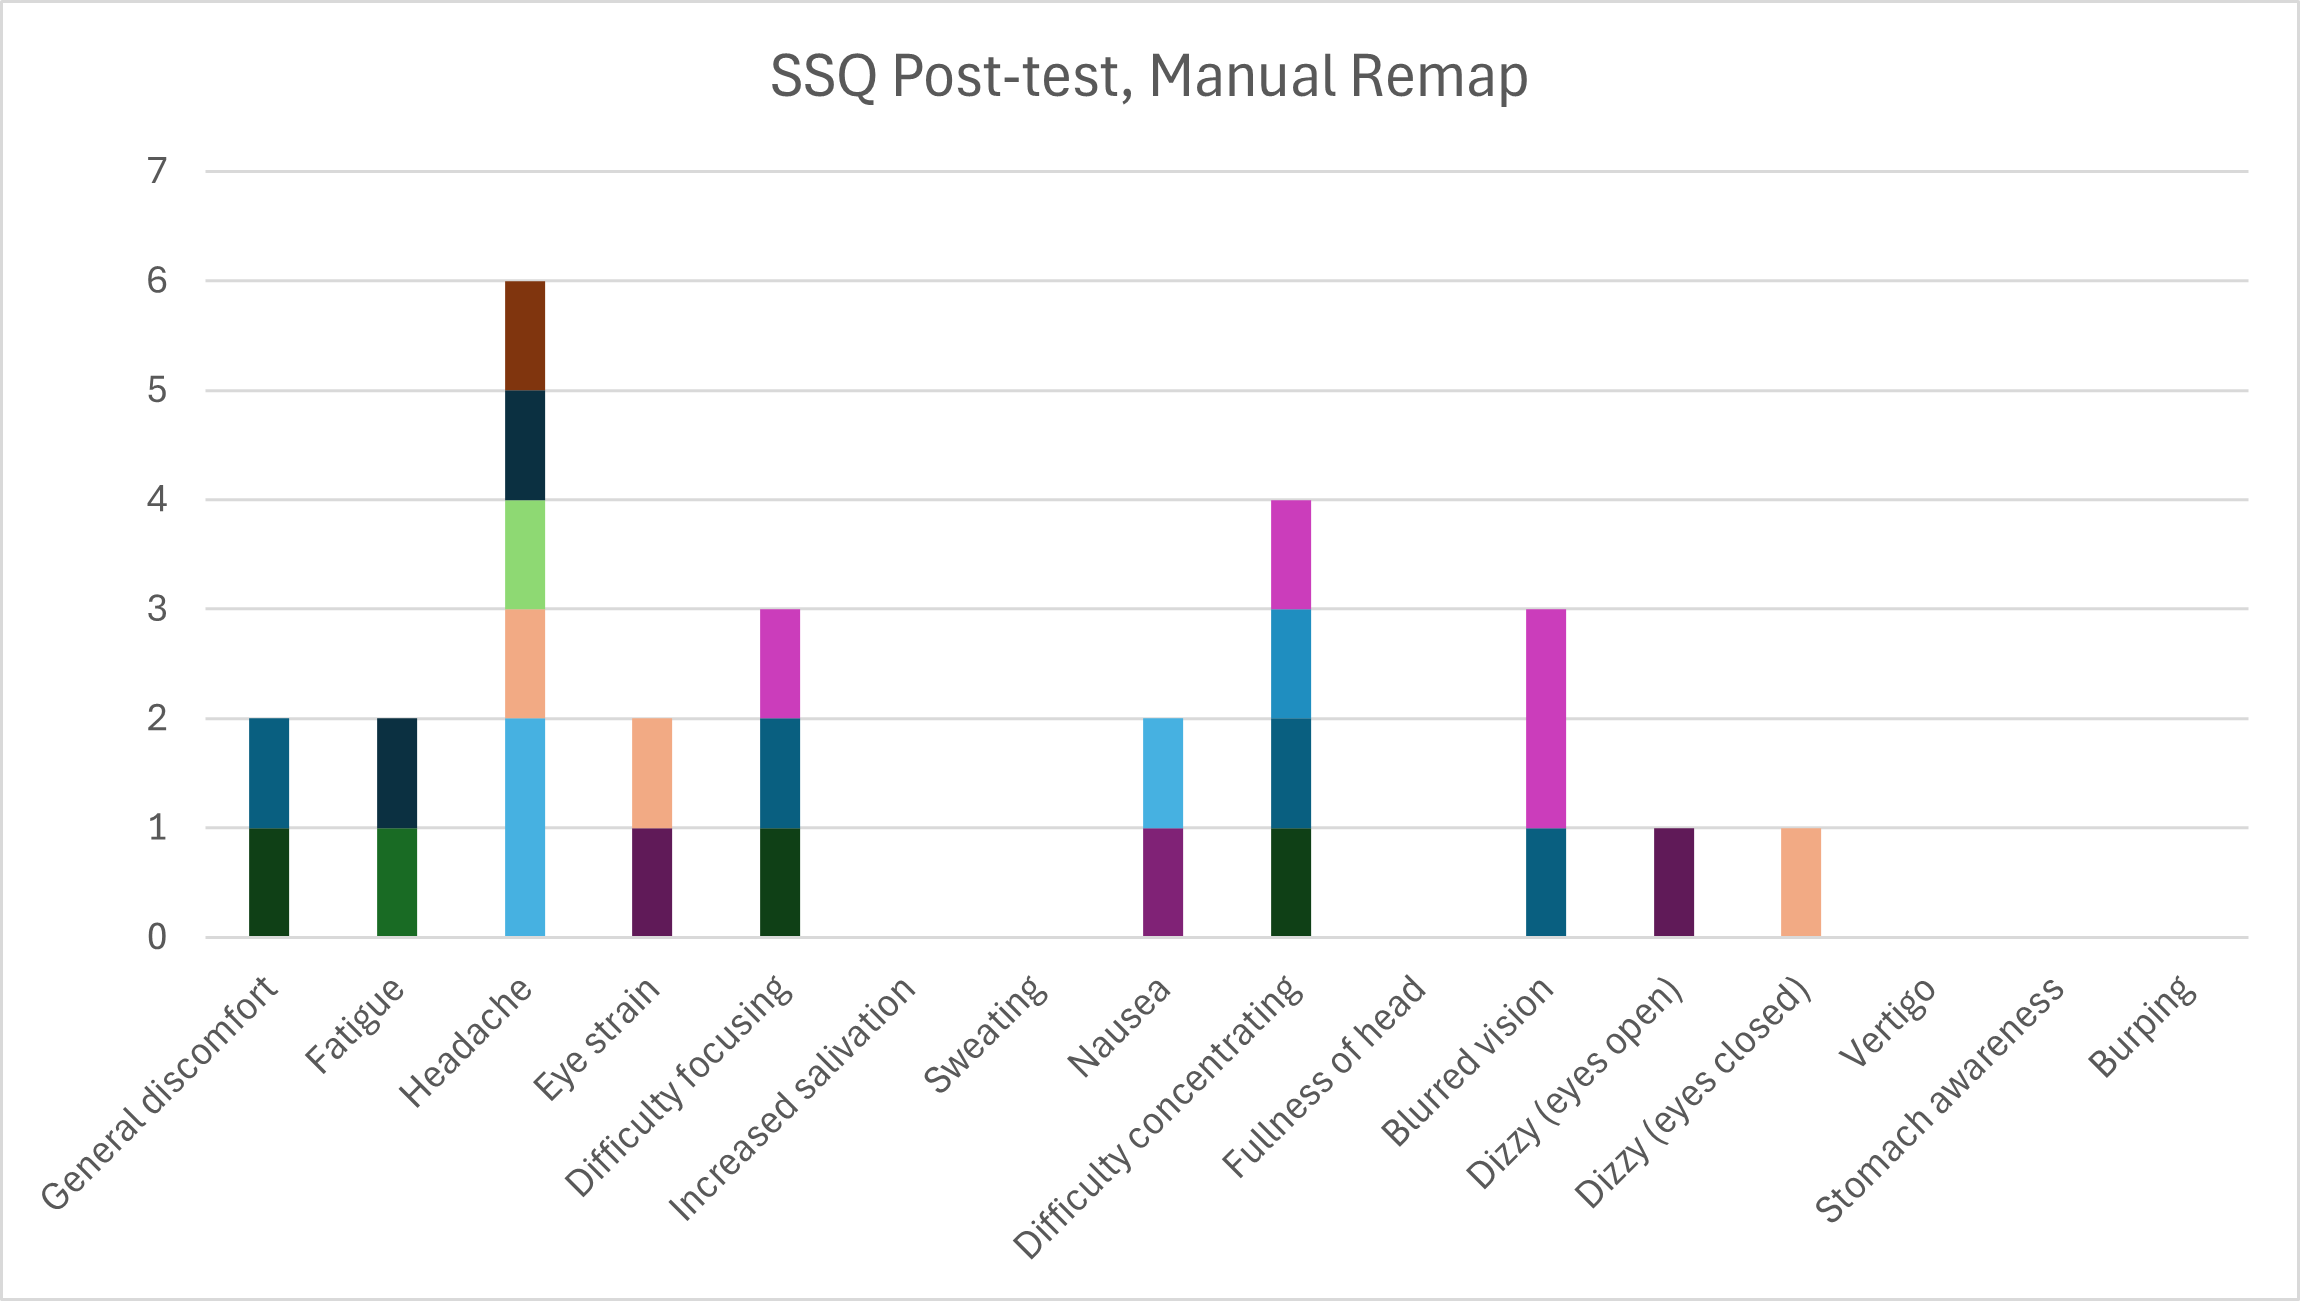 SSQ Post-test, Manual Remap
7
6
5
4
3
2
1
0
General discomfort
Fatigue
Headache
Eye strain
Difficulty focusing
Increased salivation
Sweating
Nausea
Difficulty concentrating
Fullness of head
Blurred vision
Dizzy (eyes open)
Dizzy (eyes closed)
Vertigo
Stomach awareness
Burping